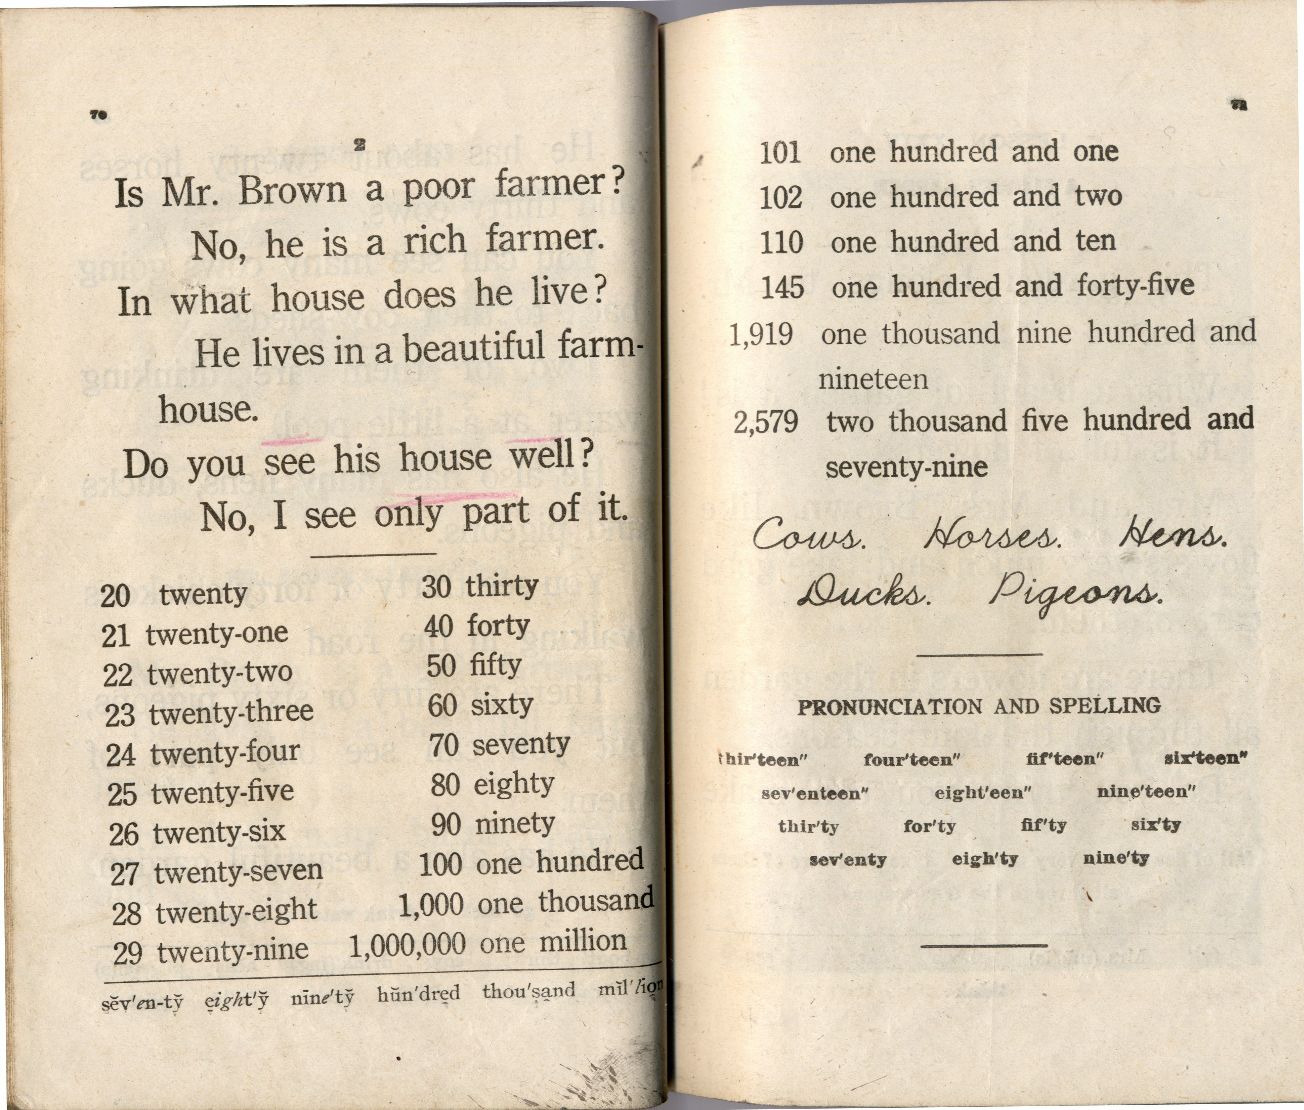 70
2
Is Mr. Brown a poor farmer?
No, he is a rich farmer.
In what house does he live?
He lives in a beautiful farm-
house.
Do you see his house well?
No, I see only part of it.
20 twenty 30 thirty
21 twenty-one 40 forty
22 twenty-two 50 fifty
23 twenty-three 60 sixty
24 twenty-four 70 seventy
25 twenty-five 80 eighty
26 twenty-six 90 ninety
27 twenty-seven 100 one hundred
28 twenty-eight 1,000 one thousand
29 twenty-nine 1,000,000 one million
sĕv'en-tў eight'ў nīne'tў hŭn'dred thou'sand mĭl'lion
101 one hundred and one
102 one hundred and two
110 one hundred and ten
145 one hundred and forty-five
1,919 one thousand nine hundred and
nineteen
2,579 two thousand five hundred and
seventy-nine
Cows. Horses. Hens.
Ducks. Pigeons.
PRONUNCIATION AND SPELLING
thir'teen" four'teen" fif'teen" six'teen"
sev'enteen" eight'een" nine'teen"
thir'ty for'ty fif'ty six'ty
sev'enty eigh'ty nine'ty